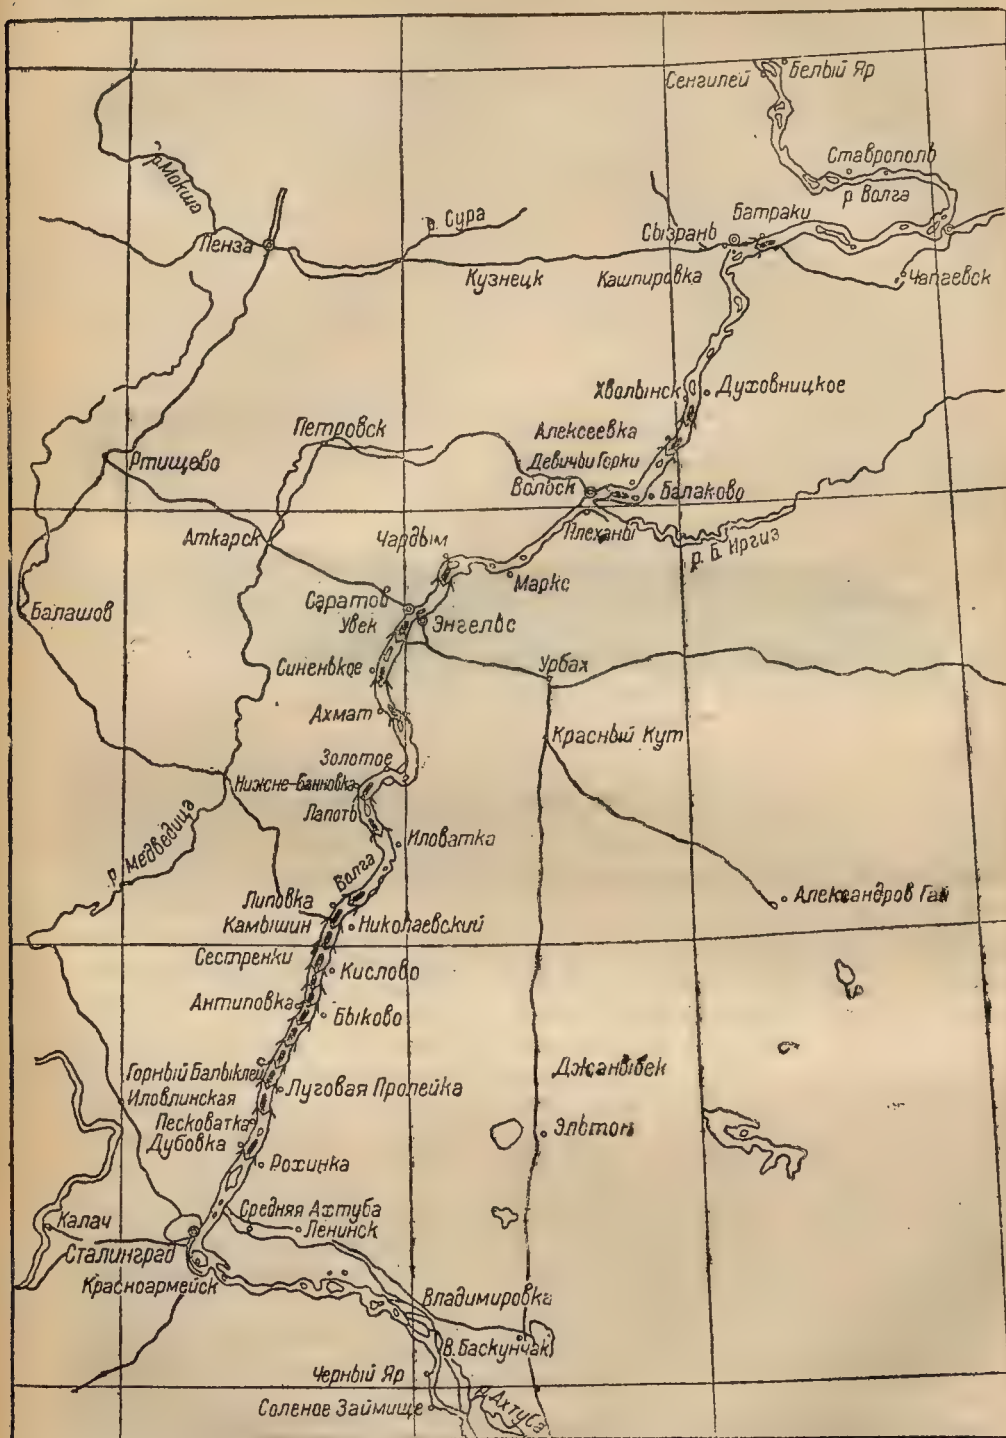 Белый Яр
Сенгилей
Ставрополь
р. Волга
р. Мокша
р. Сура
Батраки
Сызрань
Пенза
Кузнецк
Кашпировка
Чапаевск
Хвалынск
Духовницкое
Петровск
Алексеевка
Ртищево
Девичьи Горки
Вольск
Балаково
Плеханы
р. Б. Иргиз
Аткарск
Чардым
Маркс
Саратов
Балашов
Увек
Энгельс
Синенькое
Урбах
Ахмат
Красный Кут
Золотое
Нижне-Банновка
Лапоть
Иловатка
р. Медведица
Волга
Липовка
Александров Гай
Камышин
Николаевский
Сестренки
Кислово
Антиповка
Быково
Горный Балыклей
Джаныбек
Луговая Пролейка
Иловлинская
Песковатка
Эльтон
Дубовка
Рохинка
Средняя Ахтуба
Калач
Ленинск
Сталинград
Красноармейск
Владимировка
В. Баскунчак
Черный Яр
р. Ахтуба
Соленое Займище